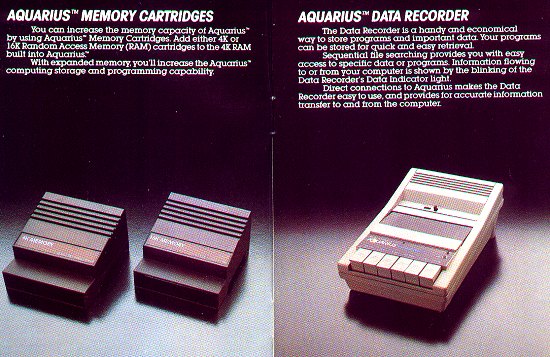 AQUARIUS™ MEMORY CARTRIDGES
You can increase the memory capacity of Aquarius™
by using Aquarius™ Memory Cartridges. Add either 4K or
16K Random Access Memory (RAM) cartridges to the 4K RAM
built into Aquarius.™
With expanded memory, you'll increase the Aquarius™
computing storage and programming capability.
MEMORY
MEMORY
AQUARIUS™ DATA RECORDER
The Data Recorder is a handy and economical
way to store programs and important data. Your programs
can be stored for quick and easy retrieval.
Sequential file searching provides you with easy
access to specific data or programs. Information flowing
to or from your computer is shown by the blinking of the
Data Recorder's Data Indicator light.
Direct connections to Aquarius makes the Data
Recorder easy to use, and provides for accurate information
transfer to and from the computer.
AQUARIUS